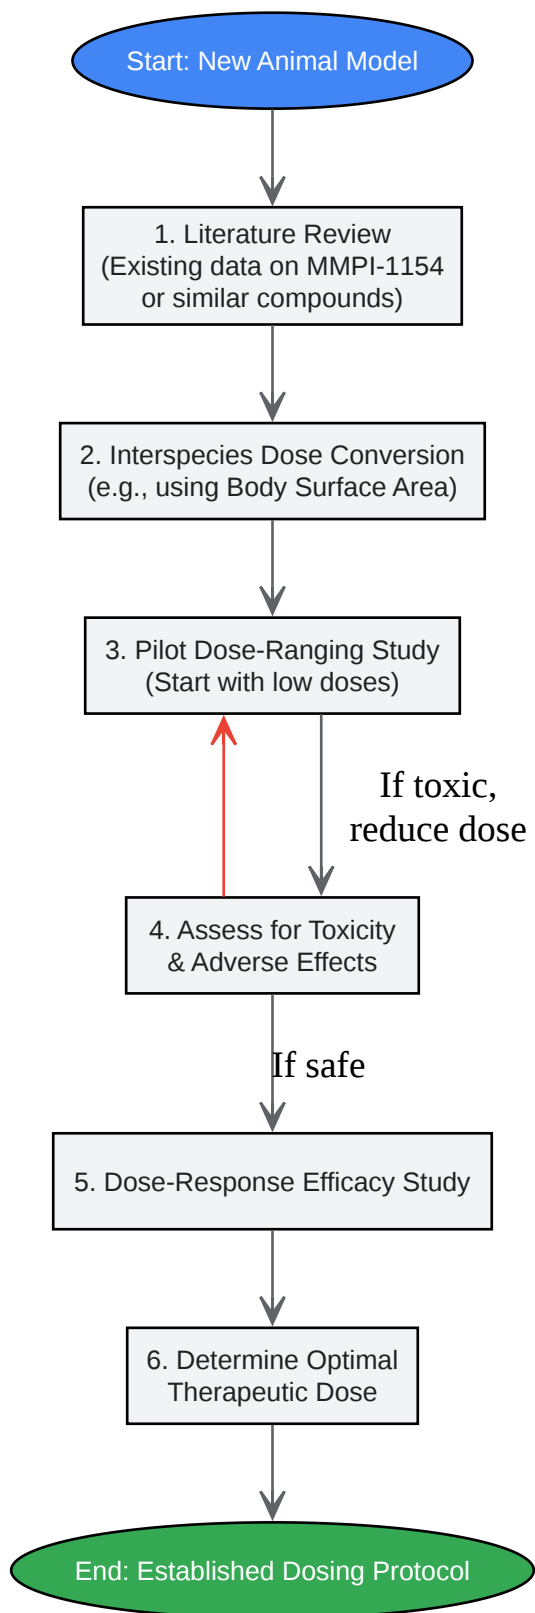 Start: New Animal Model
1. Literature Review
(Existing data on MMPI-1154
or similar compounds)
2. Interspecies Dose Conversion
(e.g., using Body Surface Area)
3. Pilot Dose-Ranging Study
(Start with low doses)
If toxic,
reduce dose
4. Assess for Toxicity
& Adverse Effects
If safe
5. Dose-Response Efficacy Study
6. Determine Optimal
Therapeutic Dose
End: Established Dosing Protocol